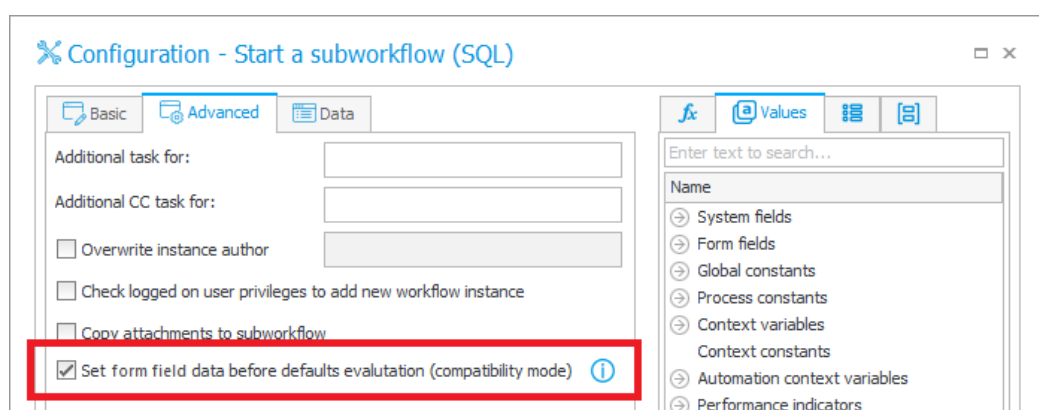 Configuration - Start a subworkflow (SQL)
Basic Advanced Data
fx a Values
Additional task for:
Enter text to search...
Name
Additional CC task for:
System fields
Overwrite instance author
Form fields
Global constants
Check logged on user privileges to add new workflow instance
Process constants
Copy attachments to subworkflow
Context variables
Context constants
Set form field data before defaults evalutation (compatibility mode)
Automation context variables
Performance indicators